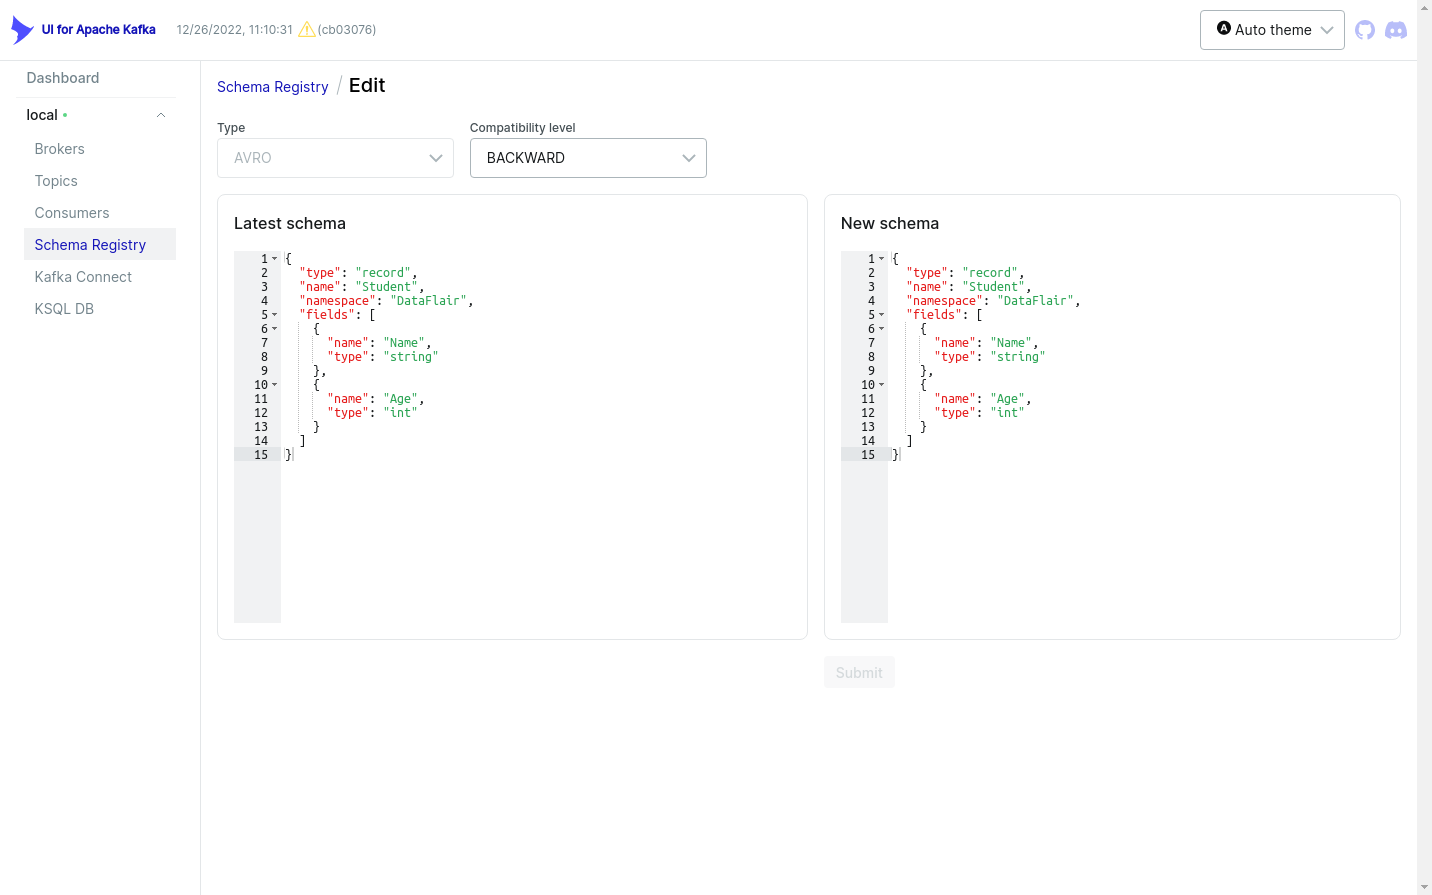 UI for Apache Kafka 12/26/2022, 11:10:31 (cb03076) A Auto theme
Dashboard
local
Brokers
Topics
Consumers
Schema Registry
Kafka Connect
KSQL DB
Schema Registry / Edit
Type
AVRO
Compatibility level
BACKWARD
Latest schema
1 {
2 "type": "record",
3 "name": "Student",
4 "namespace": "DataFlair",
5 "fields": [
6 {
7 "name": "Name",
8 "type": "string"
9 },
10 {
11 "name": "Age",
12 "type": "int"
13 }
14 ]
15 }
New schema
1 {
2 "type": "record",
3 "name": "Student",
4 "namespace": "DataFlair",
5 "fields": [
6 {
7 "name": "Name",
8 "type": "string"
9 },
10 {
11 "name": "Age",
12 "type": "int"
13 }
14 ]
15 }
Submit